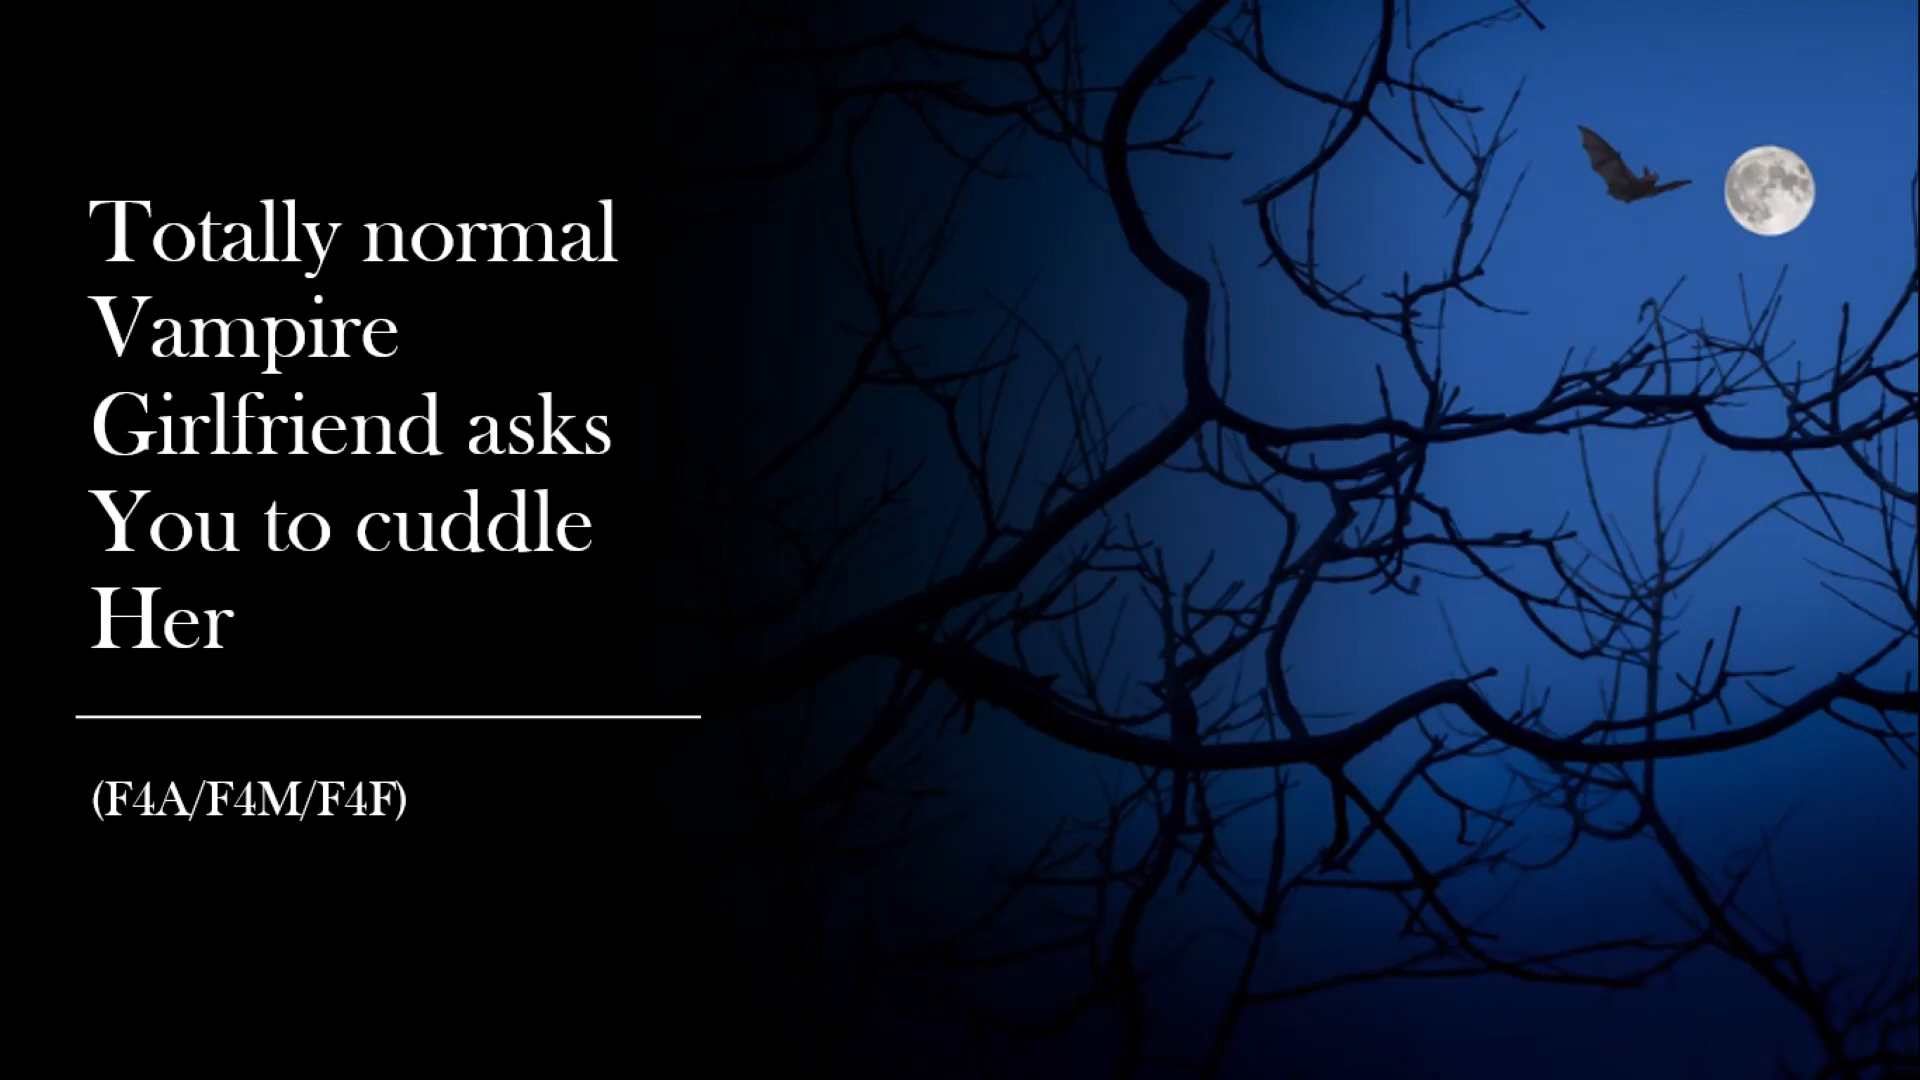 Totally normal
Vampire
Girlfriend asks
You to cuddle
Her
(F4A/F4M/F4F)